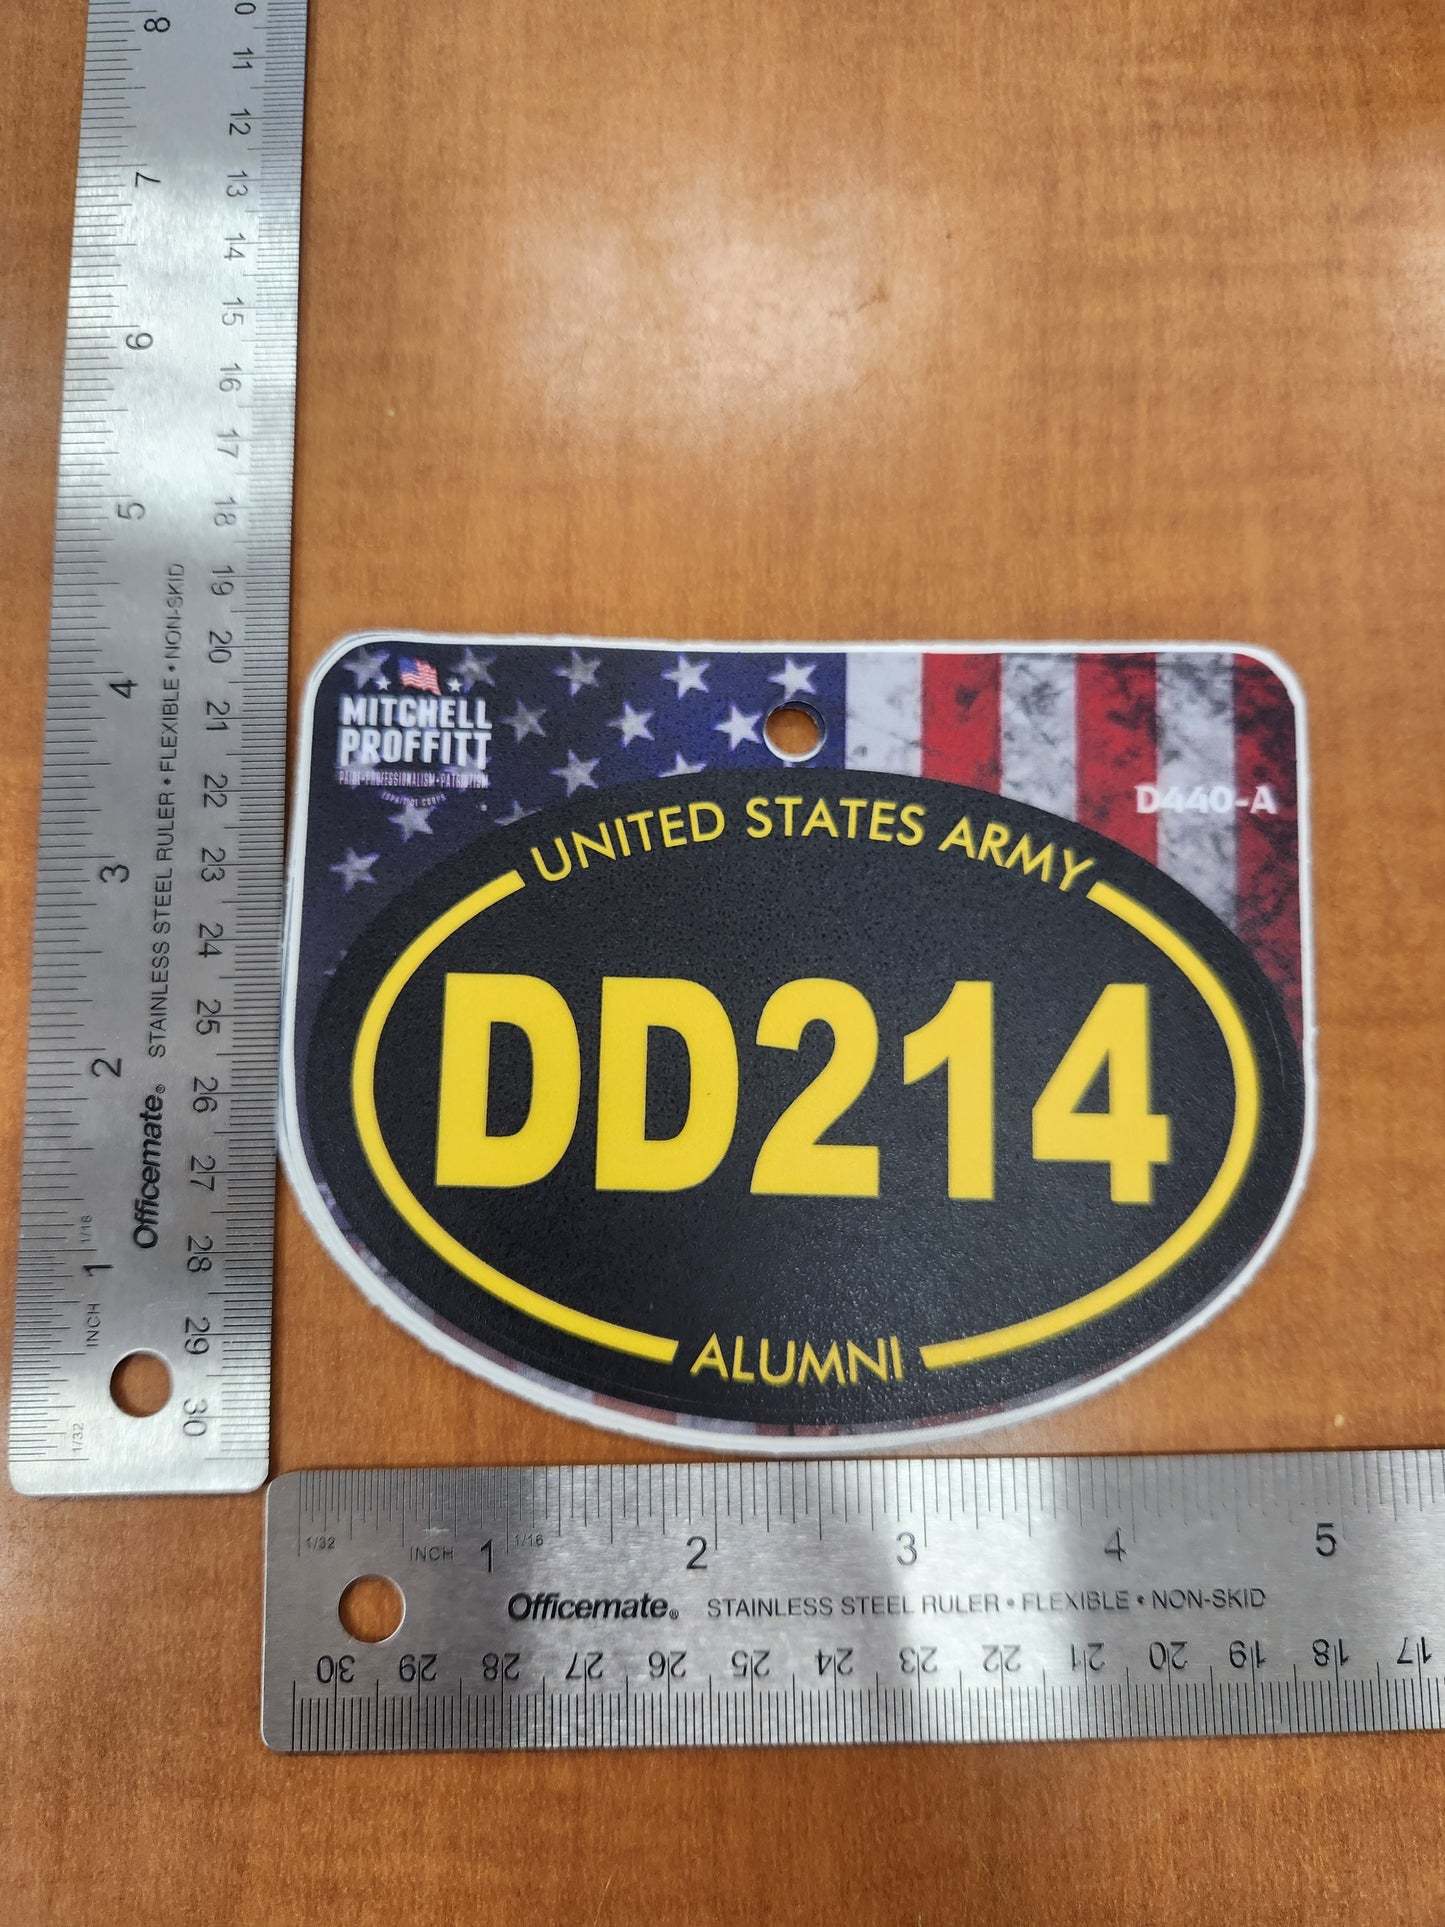 MITCHELL
PROFFITT
PRIDE•PROFESSIONALISM•PATRIOTISM
D440-A
UNITED STATES ARMY
DD214
ALUMNI
8
7
6
5
4
3
2
1
INCH
1/16
1/32
Officemate® STAINLESS STEEL RULER • FLEXIBLE • NON-SKID
11
12
13
14
15
16
17
18
19
20
21
22
23
24
25
26
27
28
29
30
1/32 INCH 1 1/16 2 3 4 5
Officemate® STAINLESS STEEL RULER • FLEXIBLE • NON-SKID
30 29 28 27 26 25 24 23 22 21 20 19 18 17